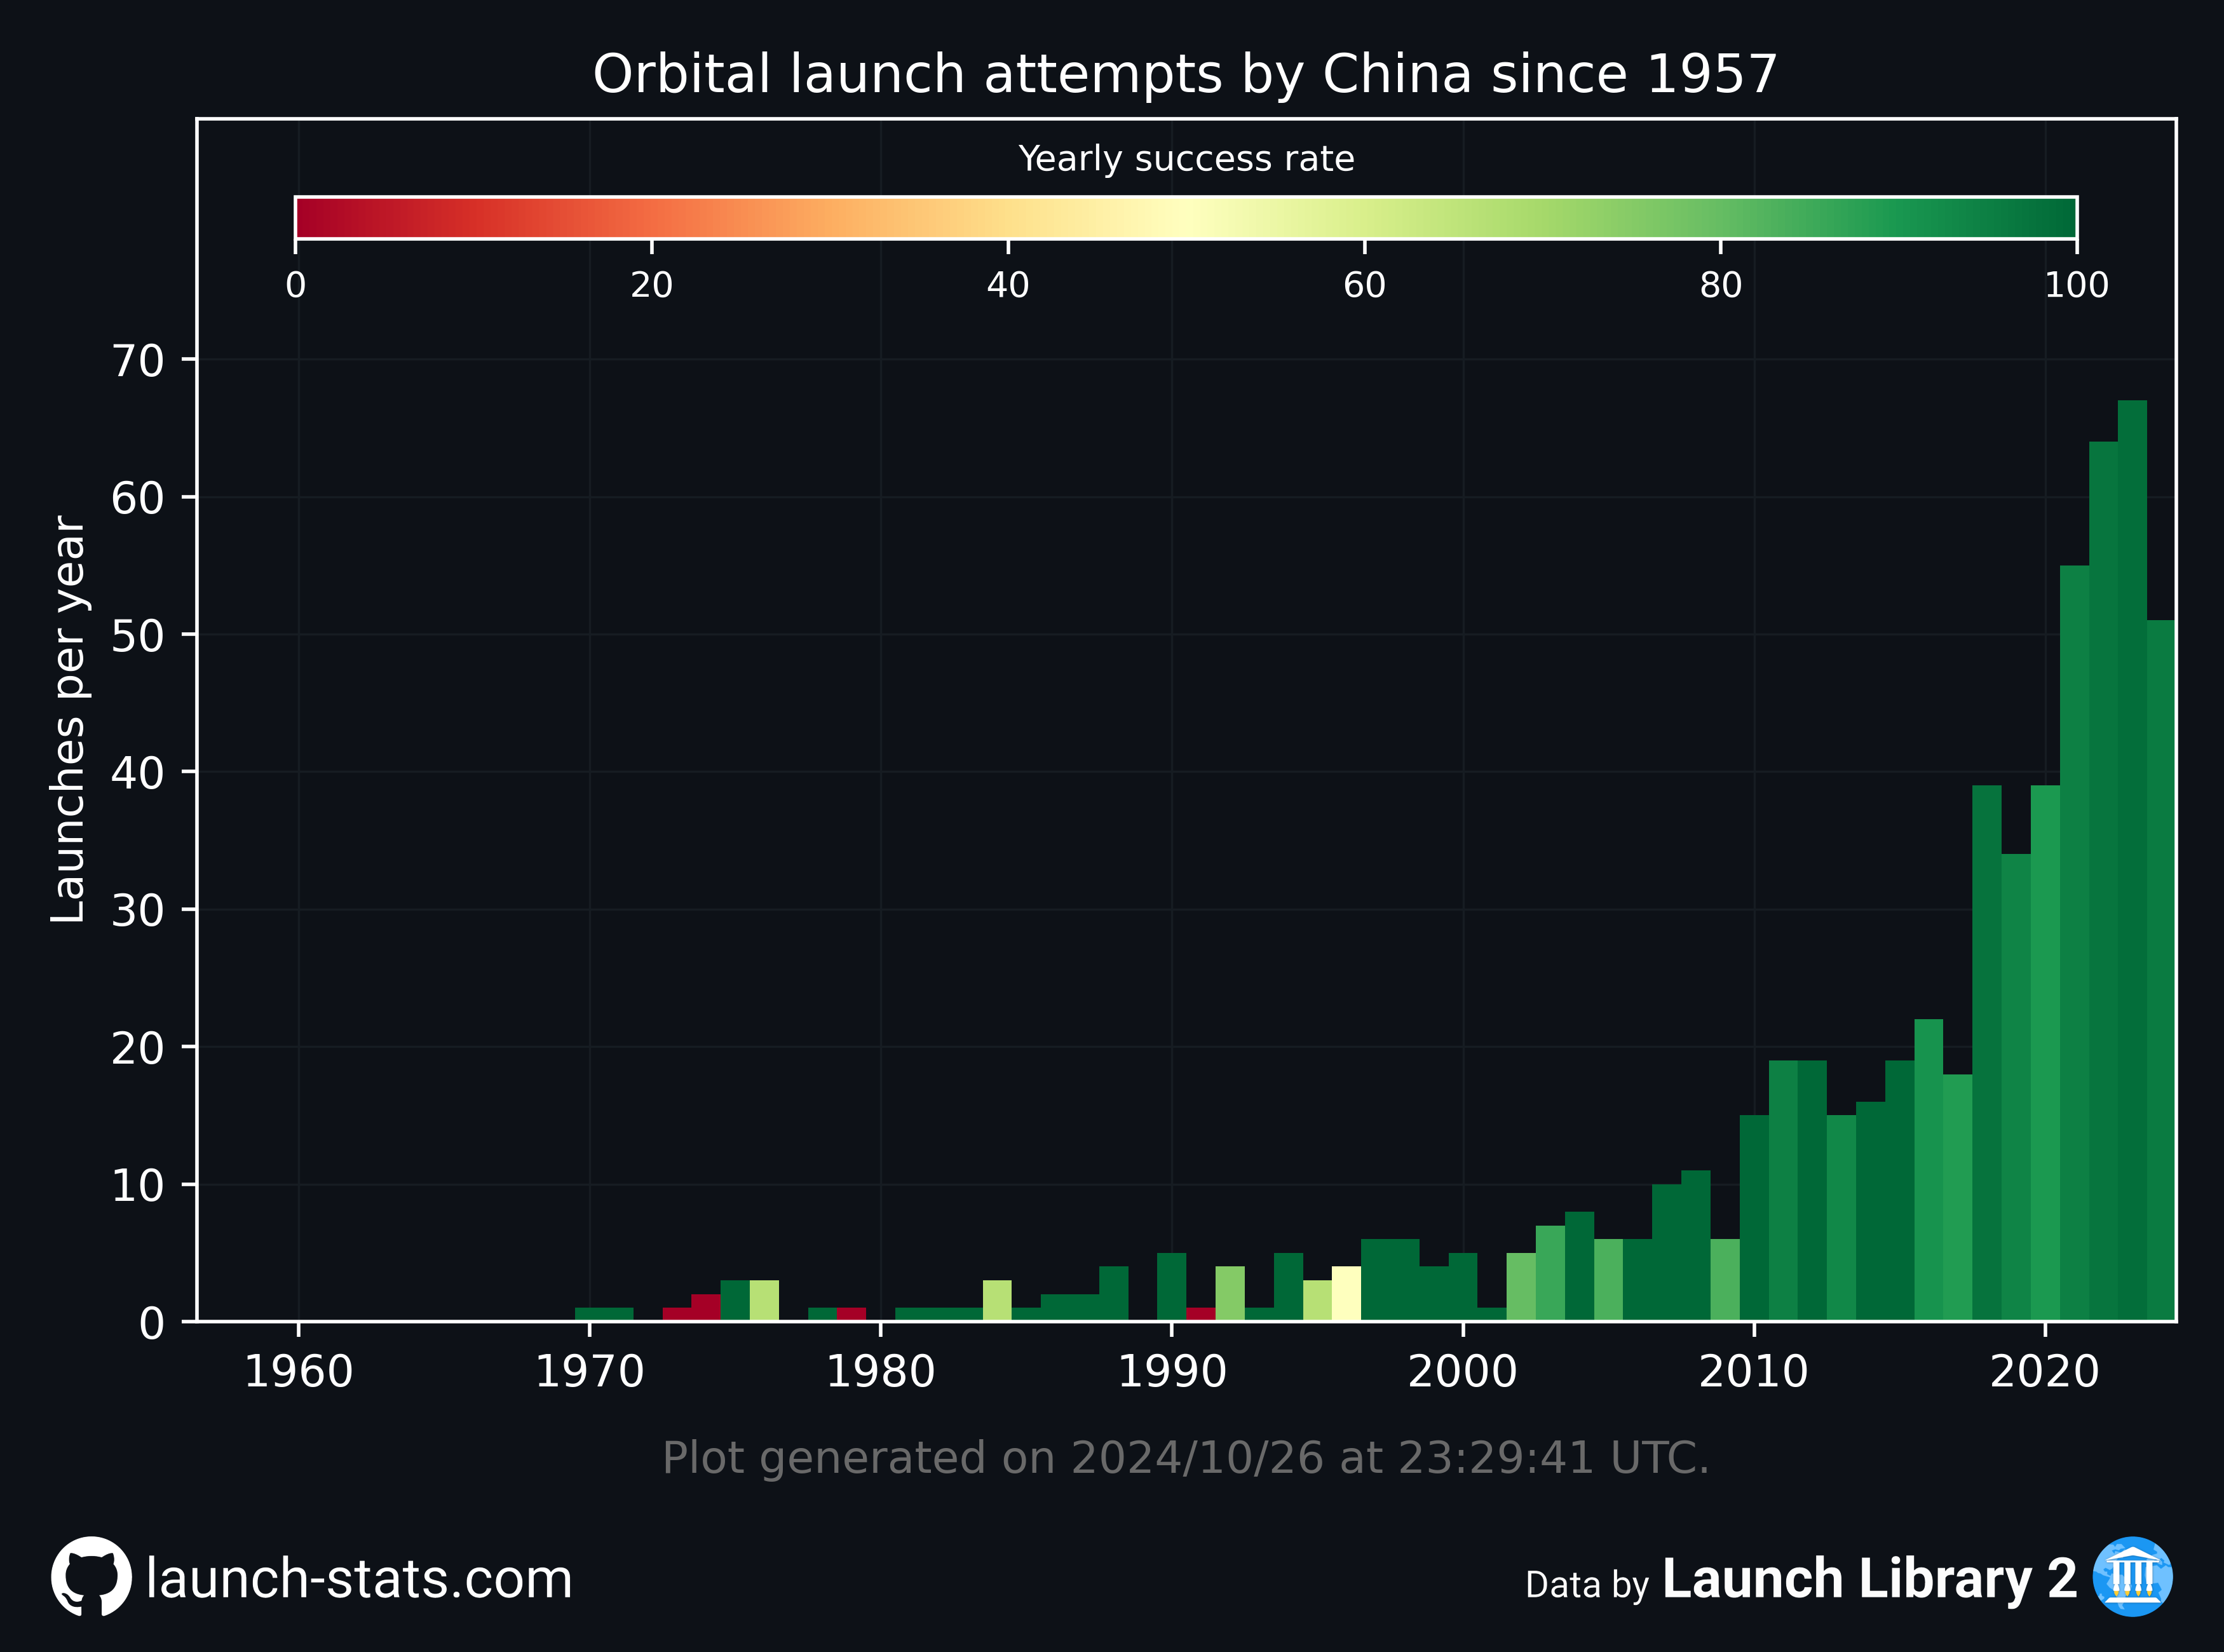 Orbital launch attempts by China since 1957
Yearly success rate
0 20 40 60 80 100
70
60
50
40
30
20
10
0
Launches per year
1960 1970 1980 1990 2000 2010 2020
Plot generated on 2024/10/26 at 23:29:41 UTC.
launch-stats.com
Data by Launch Library 2